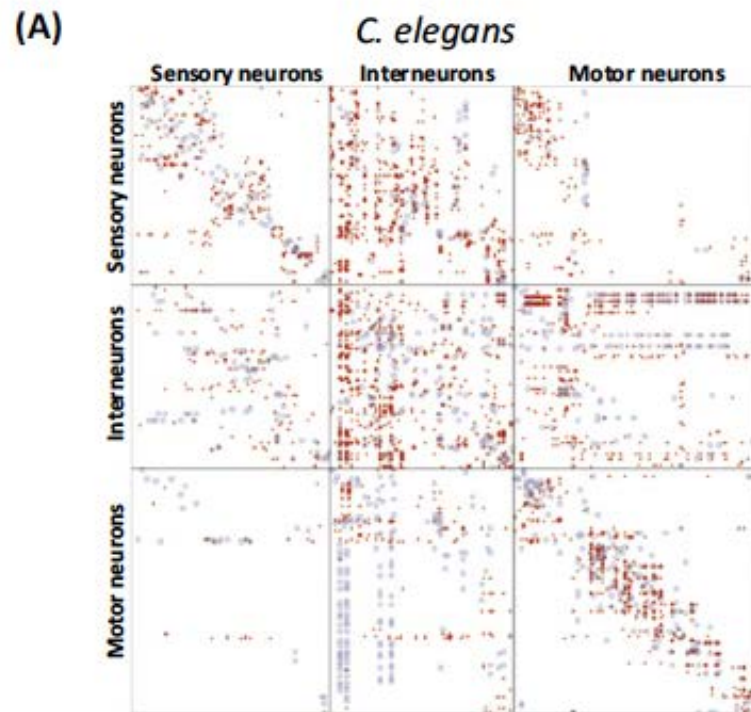 (A)
C. elegans
Sensory neurons Interneurons Motor neurons
Sensory neurons
Interneurons
Motor neurons